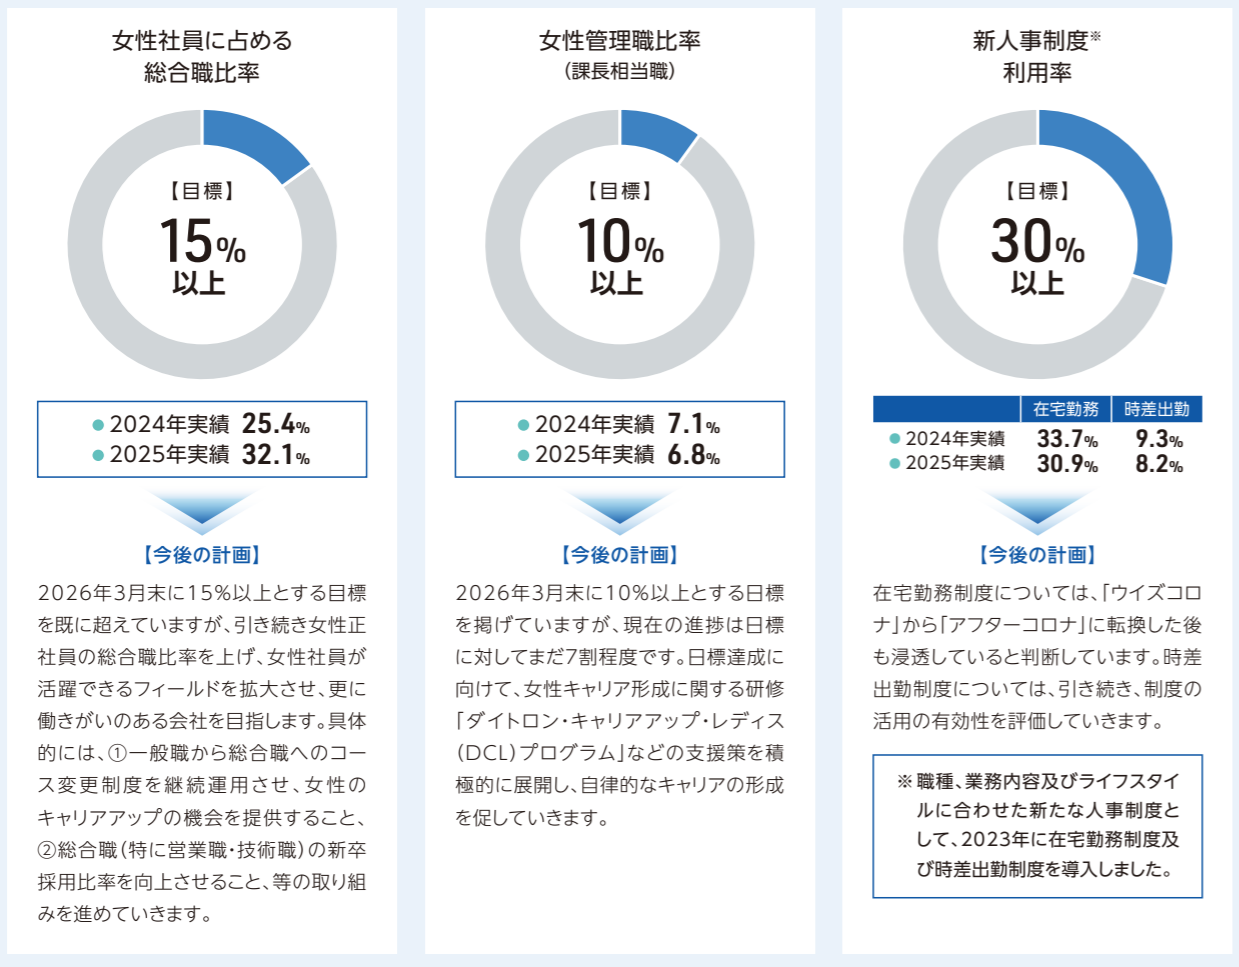 女性社員に占める
総合職比率
【目標】
15%
以上
● 2024年実績 25.4%
● 2025年実績 32.1%
【今後の計画】
2026年3月末に15%以上とする目標
を既に超えていますが、引き続き女性正
社員の総合職比率を上げ、女性社員が
活躍できるフィールドを拡大させ、更に
働きがいのある会社を目指します。具体
的には、①一般職から総合職へのコー
ス変更制度を継続運用させ、女性の
キャリアアップの機会を提供すること、
②総合職（特に営業職・技術職）の新卒
採用比率を向上させること、等の取り組
みを進めていきます。
女性管理職比率
（課長相当職）
【目標】
10%
以上
● 2024年実績 7.1%
● 2025年実績 6.8%
【今後の計画】
2026年3月末に10%以上とする日標
を掲げていますが、現在の進捗は日標
に対してまだ7割程度です。日標達成に
向けて、女性キャリア形成に関する研修
「ダイトロン・キャリアアップ・レディス
（DCL）プログラム」などの支援策を積
極的に展開し、自律的なキャリアの形成
を促していきます。
新人事制度※
利用率
【目標】
30%
以上
在宅勤務 時差出勤
● 2024年実績 33.7% 9.3%
● 2025年実績 30.9% 8.2%
【今後の計画】
在宅勤務制度については、「ウイズコロ
ナ」から「アフターコロナ」に転換した後
も浸透していると判断しています。時差
出勤制度については、引き続き、制度の
活用の有効性を評価していきます。
※ 職種、業務内容及びライフスタイ
ルに合わせた新たな人事制度と
して、2023年に在宅勤務制度及
び時差出勤制度を導入しました。